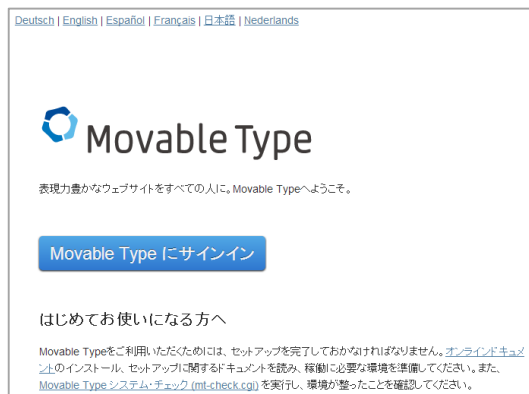 Deutsch | English | Español | Français | 日本語 | Nederlands
Movable Type
表現力豊かなウェブサイトをすべての人に。Movable Typeへようこそ。
Movable Type にサインイン
はじめてお使いになる方へ
Movable Typeをご利用いただくためには、セットアップを完了しておかなければなりません。オンラインドキュメ
ントのインストール、セットアップに関するドキュメントを読み、稼働に必要な環境を準備してください。また、
Movable Type システム・チェック (mt-check.cgi) を実行し、環境が整ったことを確認してください。